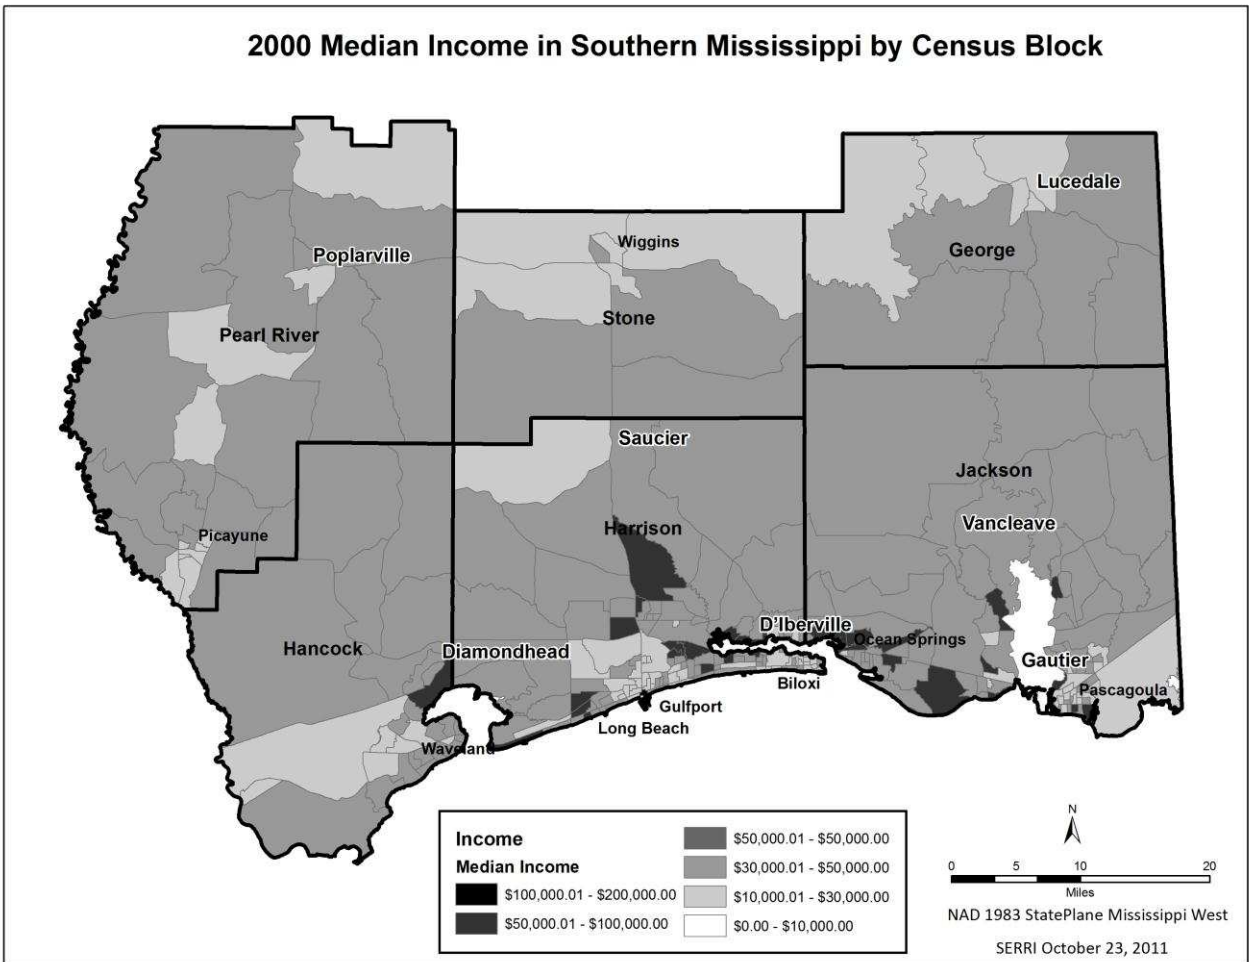 2000 Median Income in Southern Mississippi by Census Block
Lucedale
Wiggins
George
Poplarville
Stone
Pearl River
Saucier
Jackson
Vancleave
Harrison
Picayune
D'Iberville
Ocean Springs
Hancock
Diamondhead
Gautier
Biloxi
Pascagoula
Gulfport
Long Beach
Waveland
Income
Median Income
$100,000.01 - $200,000.00
$50,000.01 - $100,000.00
$50,000.01 - $50,000.00
$30,000.01 - $50,000.00
$10,000.01 - $30,000.00
$0.00 - $10,000.00
N
0 5 10 20
Miles
NAD 1983 StatePlane Mississippi West
SERRI October 23, 2011